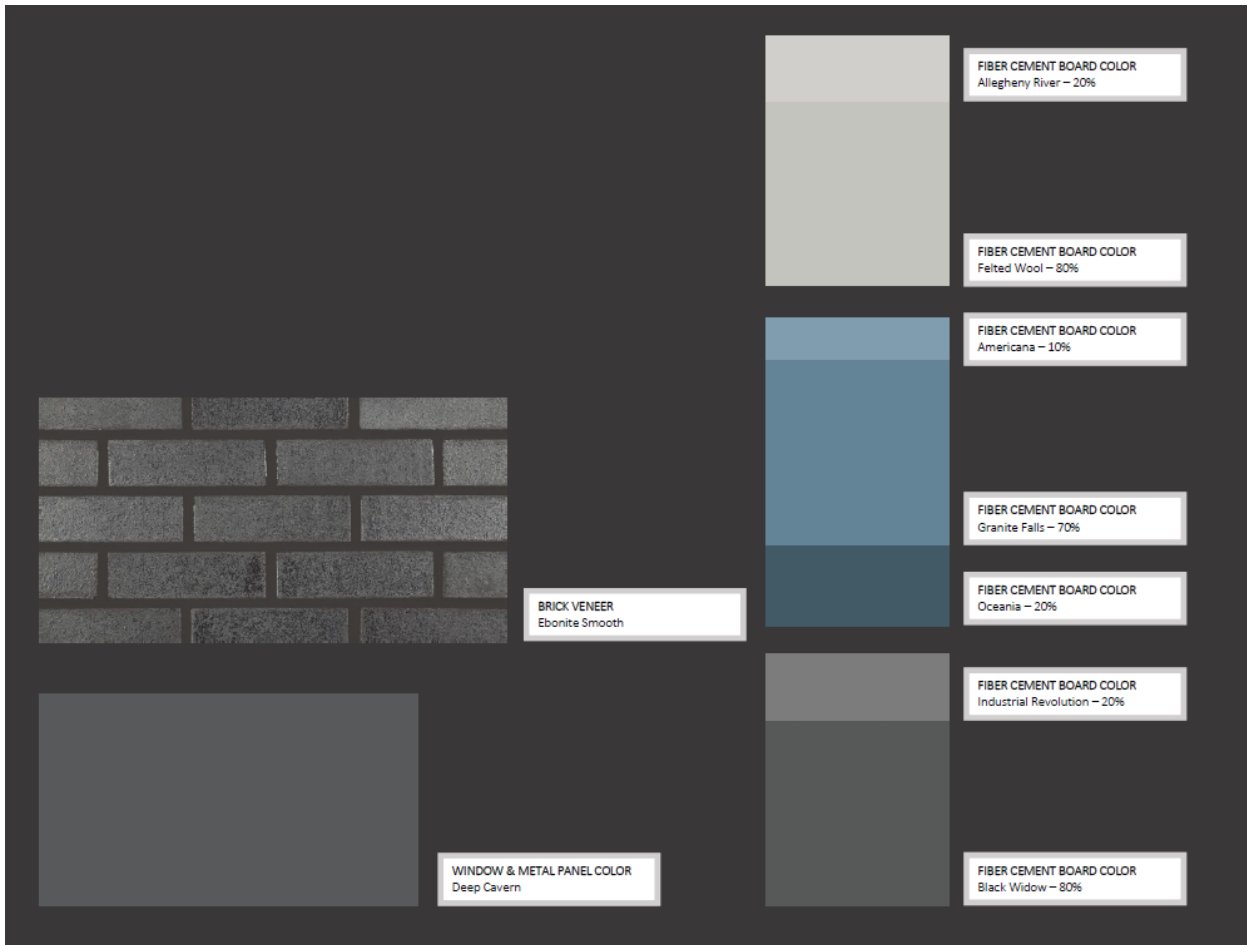 FIBER CEMENT BOARD COLOR
Allegheny River – 20%
FIBER CEMENT BOARD COLOR
Felted Wool – 80%
FIBER CEMENT BOARD COLOR
Americana – 10%
FIBER CEMENT BOARD COLOR
Granite Falls – 70%
FIBER CEMENT BOARD COLOR
Oceania – 20%
BRICK VENEER
Ebonite Smooth
FIBER CEMENT BOARD COLOR
Industrial Revolution – 20%
WINDOW & METAL PANEL COLOR
Deep Cavern
FIBER CEMENT BOARD COLOR
Black Widow – 80%